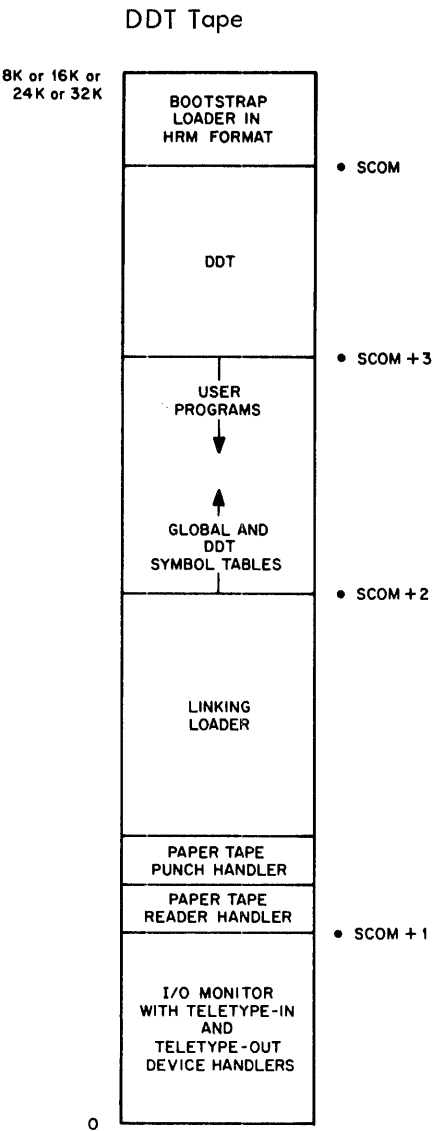 DDT Tape
8K or 16K or
24K or 32K
BOOTSTRAP
LOADER IN
HRM FORMAT
• SCOM
DDT
• SCOM +3
USER
PROGRAMS
GLOBAL AND
DDT
SYMBOL TABLES
• SCOM +2
LINKING
LOADER
PAPER TAPE
PUNCH HANDLER
PAPER TAPE
READER HANDLER
• SCOM +1
I/O MONITOR
WITH TELETYPE-IN
AND
TELETYPE-OUT
DEVICE HANDLERS
0